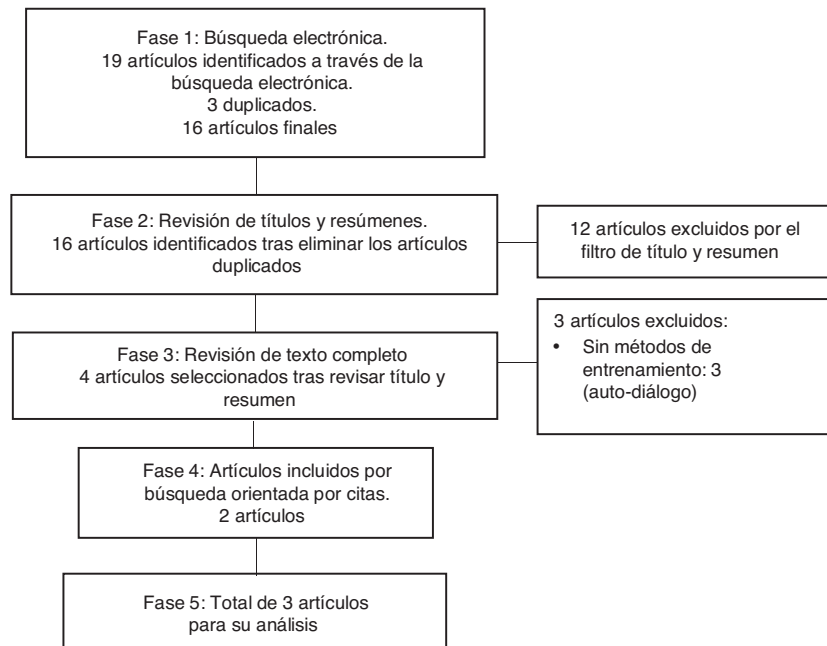 Fase 1: Búsqueda electrónica.
19 artículos identificados a través de la
búsqueda electrónica.
3 duplicados.
16 artículos finales
Fase 2: Revisión de títulos y resúmenes.
16 artículos identificados tras eliminar los artículos
duplicados
12 artículos excluidos por el
filtro de título y resumen
Fase 3: Revisión de texto completo
4 artículos seleccionados tras revisar título y
resumen
3 artículos excluidos:
• Sin métodos de
entrenamiento: 3
(auto-diálogo)
Fase 4: Artículos incluidos por
búsqueda orientada por citas.
2 artículos
Fase 5: Total de 3 artículos
para su análisis